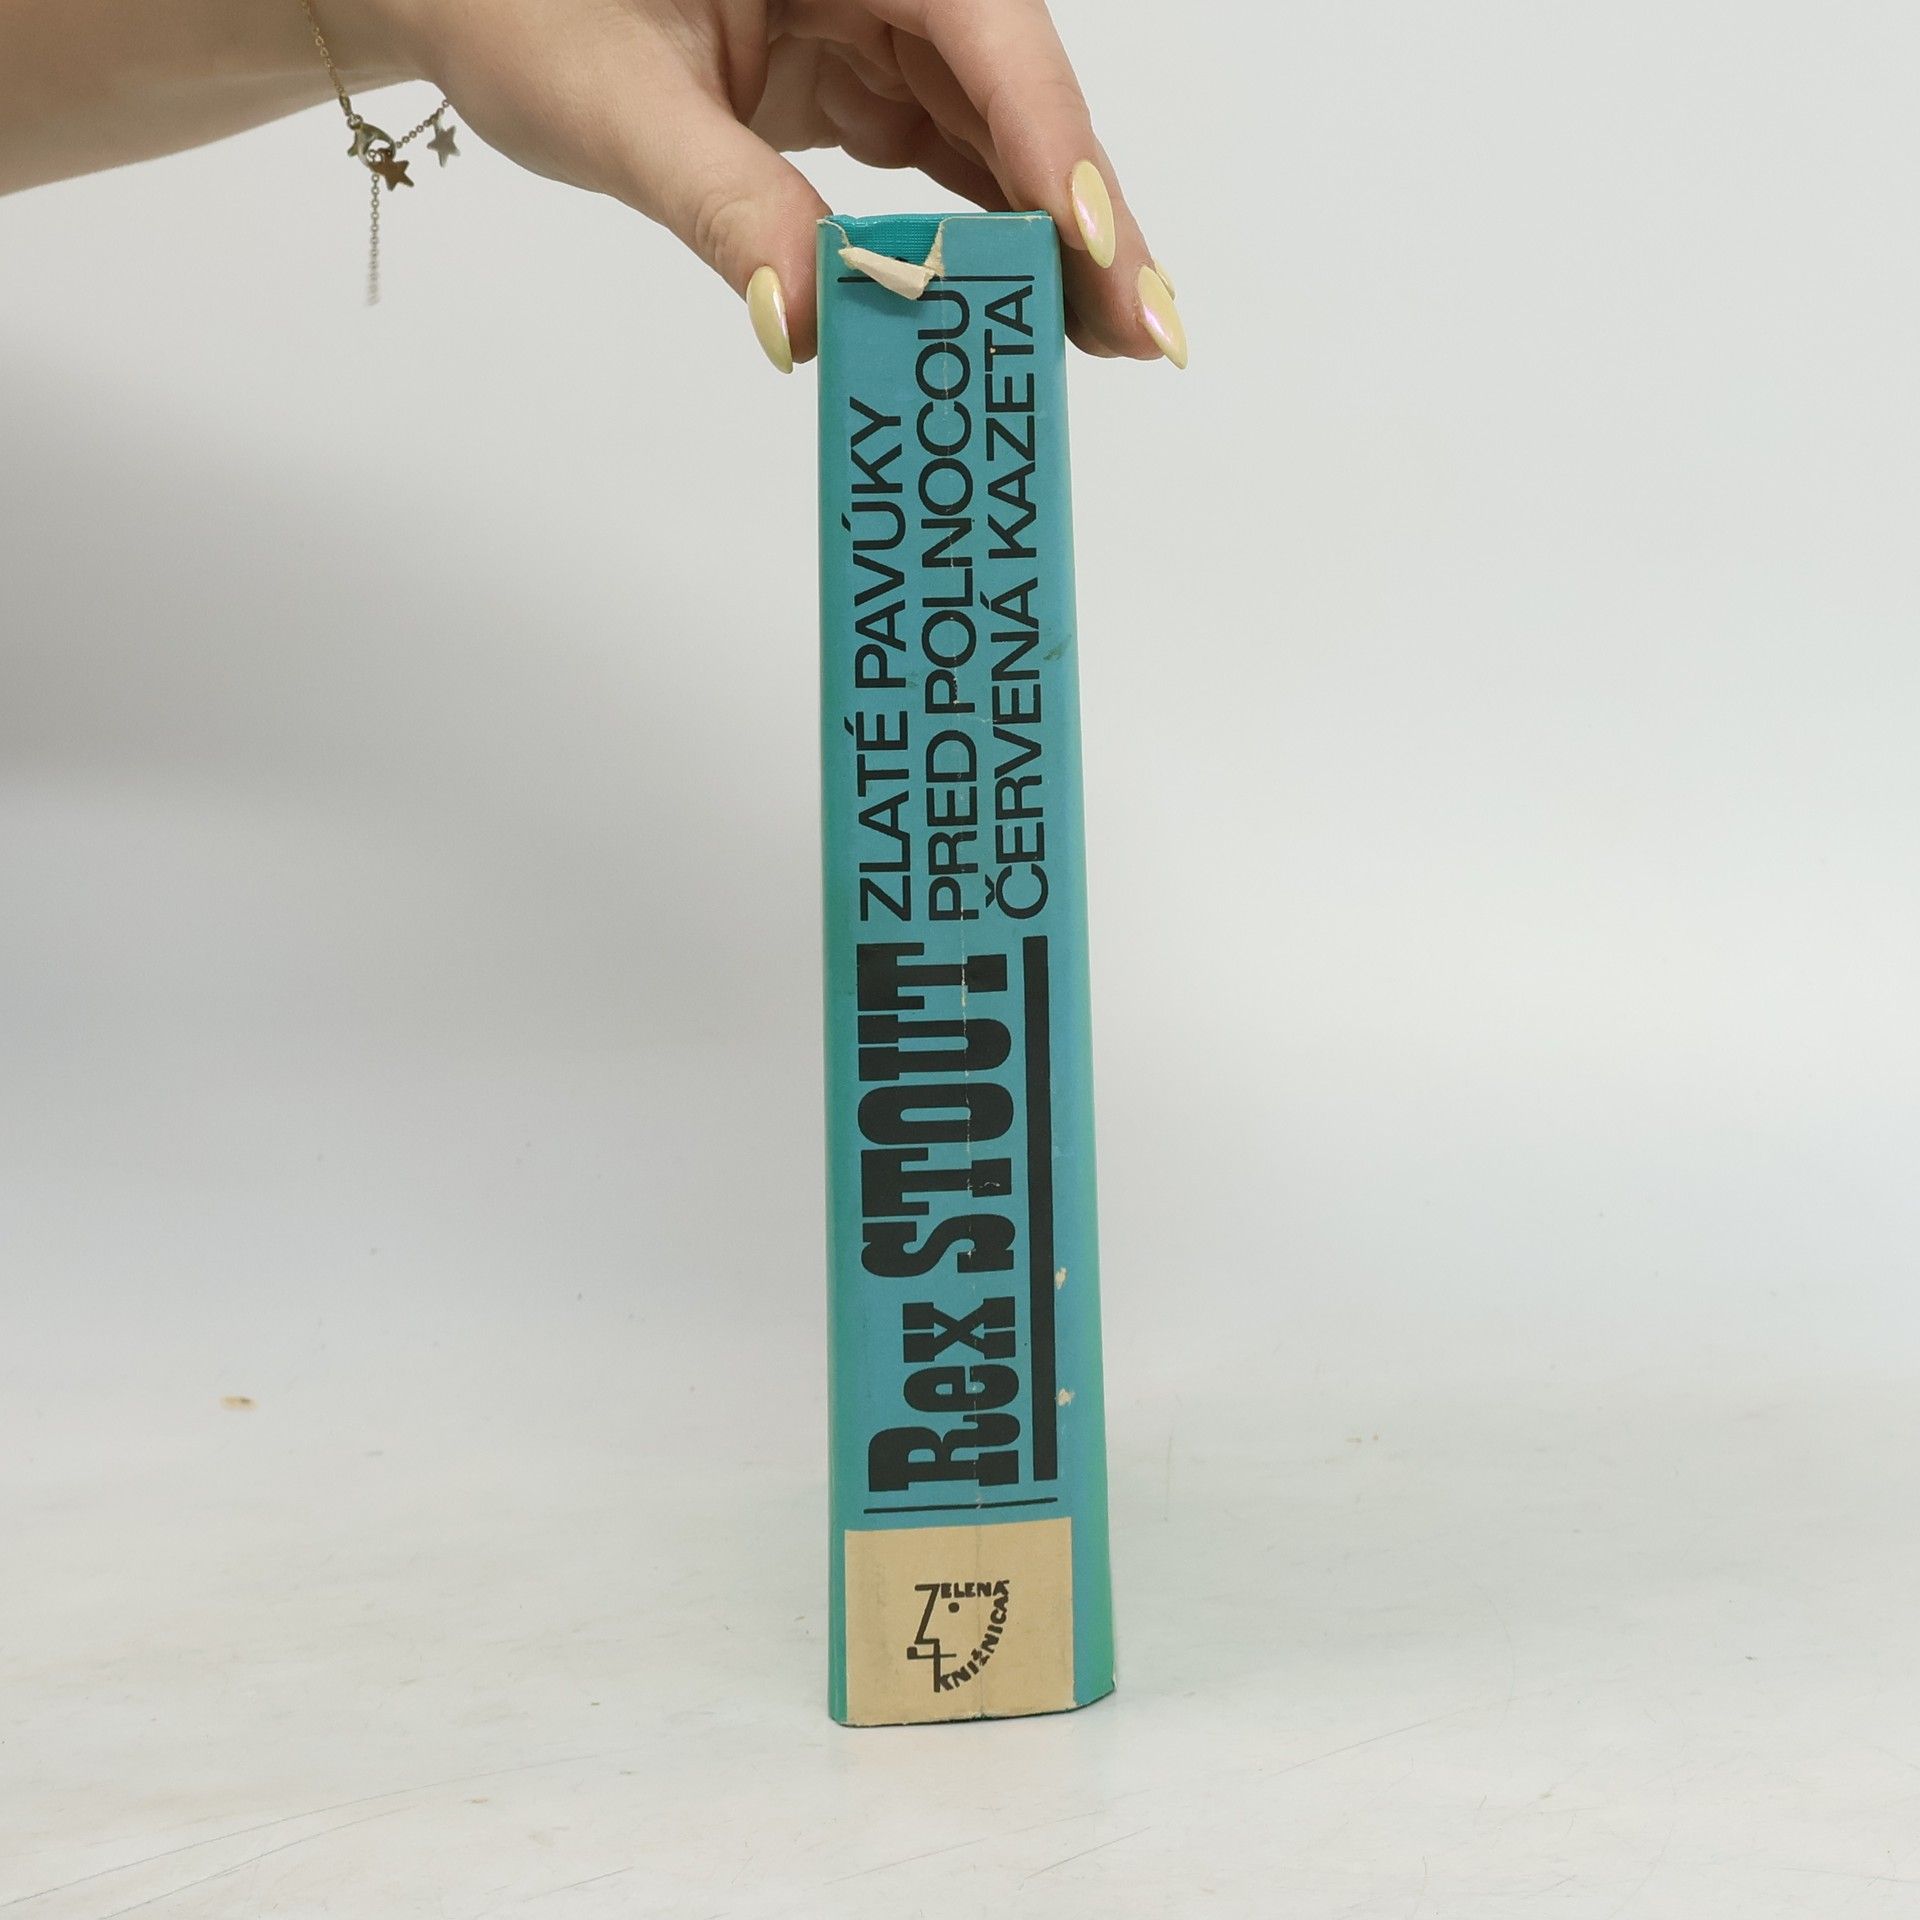 Rex STOUT
ZLATÉ PAVÚKY
PRED POLNOCOU
ČERVENÁ KAZETA
ZELENÁ
KNIŽNICA